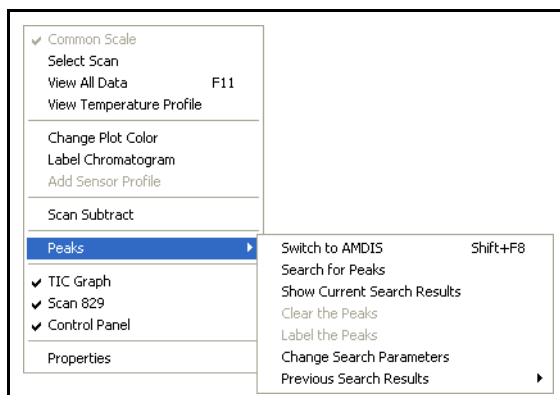 Common Scale
Select Scan
View All Data F11
View Temperature Profile
Change Plot Color
Label Chromatogram
Add Sensor Profile
Scan Subtract
Peaks
TIC Graph
Scan 829
Control Panel
Properties
Switch to AMDIS Shift+F8
Search for Peaks
Show Current Search Results
Clear the Peaks
Label the Peaks
Change Search Parameters
Previous Search Results